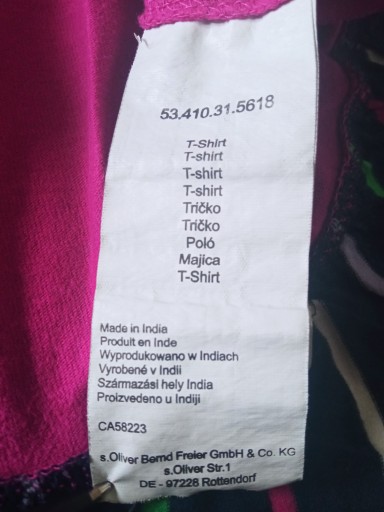 53.410.31.5618
T-Shirt
T-shirt
T-shirt
T-shirt
Tričko
Tričko
Poló
Majica
T-Shirt
Made in India
Produit en Inde
Wyprodukowano w Indiach
Vyrobené v Indii
Származási hely India
Proizvedeno u Indiji
CA58223
s.Oliver Bernd Freier GmbH & Co. KG
s.Oliver Str.1
DE - 97228 Rottendorf